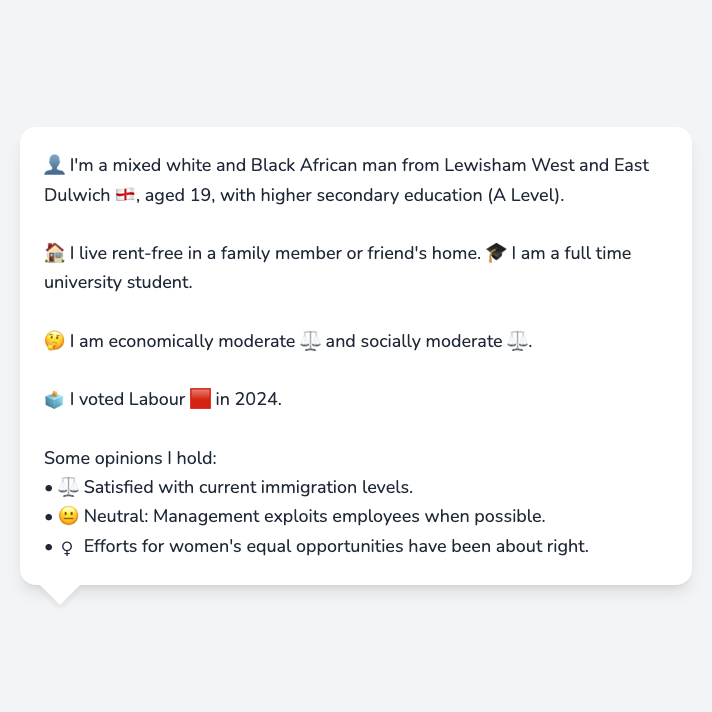 👤 I'm a mixed white and Black African man from Lewisham West and East
Dulwich 🏴󠁧󠁢󠁥󠁮󠁧󠁿, aged 19, with higher secondary education (A Level).
🏠 I live rent-free in a family member or friend's home. 🎓 I am a full time
university student.
🤔 I am economically moderate ⚖️ and socially moderate ⚖️.
🗳️ I voted Labour 🟥 in 2024.
Some opinions I hold:
• ⚖️ Satisfied with current immigration levels.
• 😐 Neutral: Management exploits employees when possible.
• ♀ Efforts for women's equal opportunities have been about right.